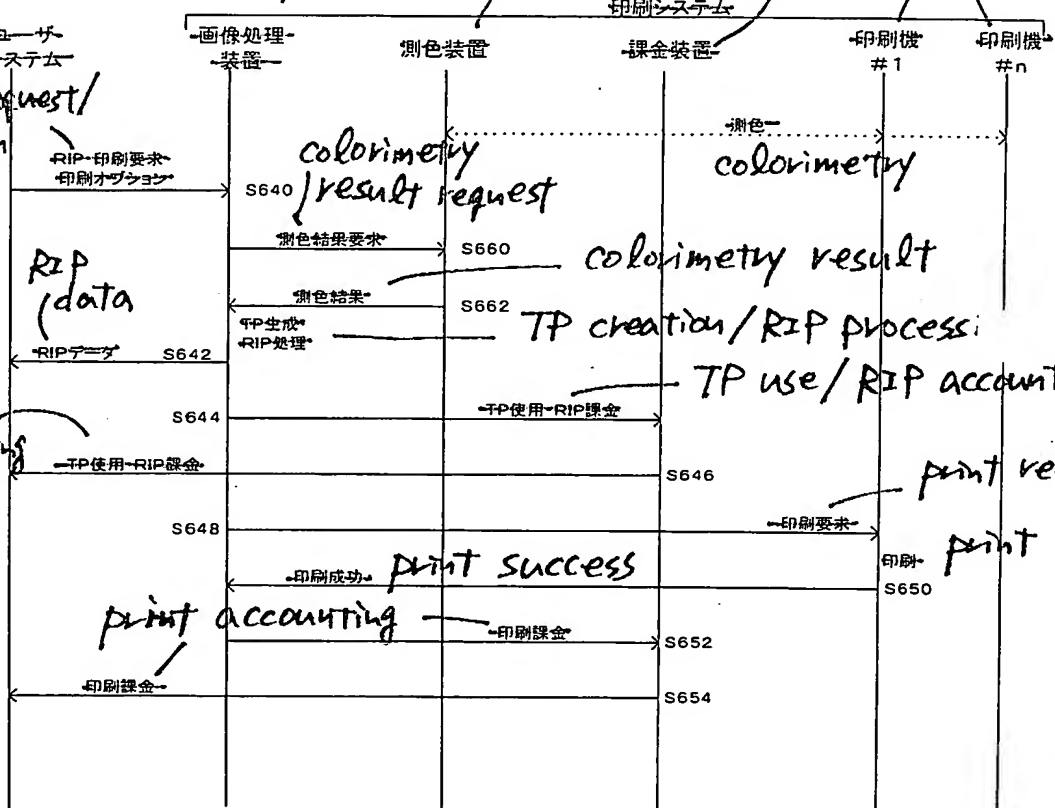 印刷システム
ユーザ
システム
画像処理
装置
測色装置
課金装置
印刷機
#1
印刷機
#n
測色
colorimetry
RIP・印刷要求
印刷オプション
S640
colorimetry
result request
測色結果要求
S660
colorimetry result
測色結果
S662
TP生成
RIP処理
TP creation/RIP process
RIP
data
RIPデータ
S642
TP use/RIP account
S644
TP使用・RIP課金
TP使用・RIP課金
S646
print re
S648
印刷要求
印刷
print
印刷成功
print success
S650
print accounting
印刷課金
S652
印刷課金
S654